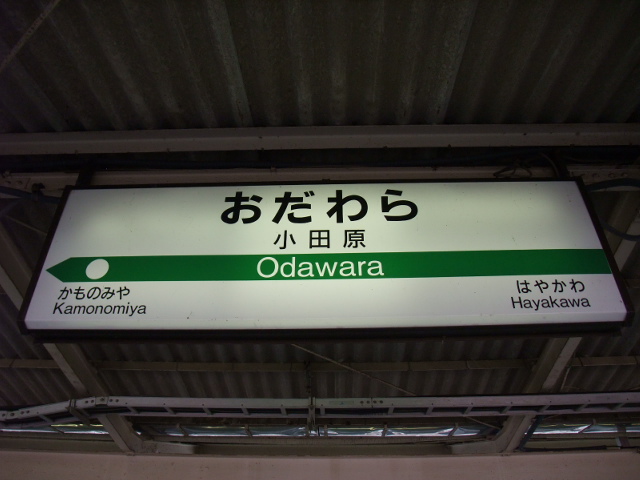 おだわら
小田原
Odawara
かものみや
Kamonomiya
はやかわ
Hayakawa